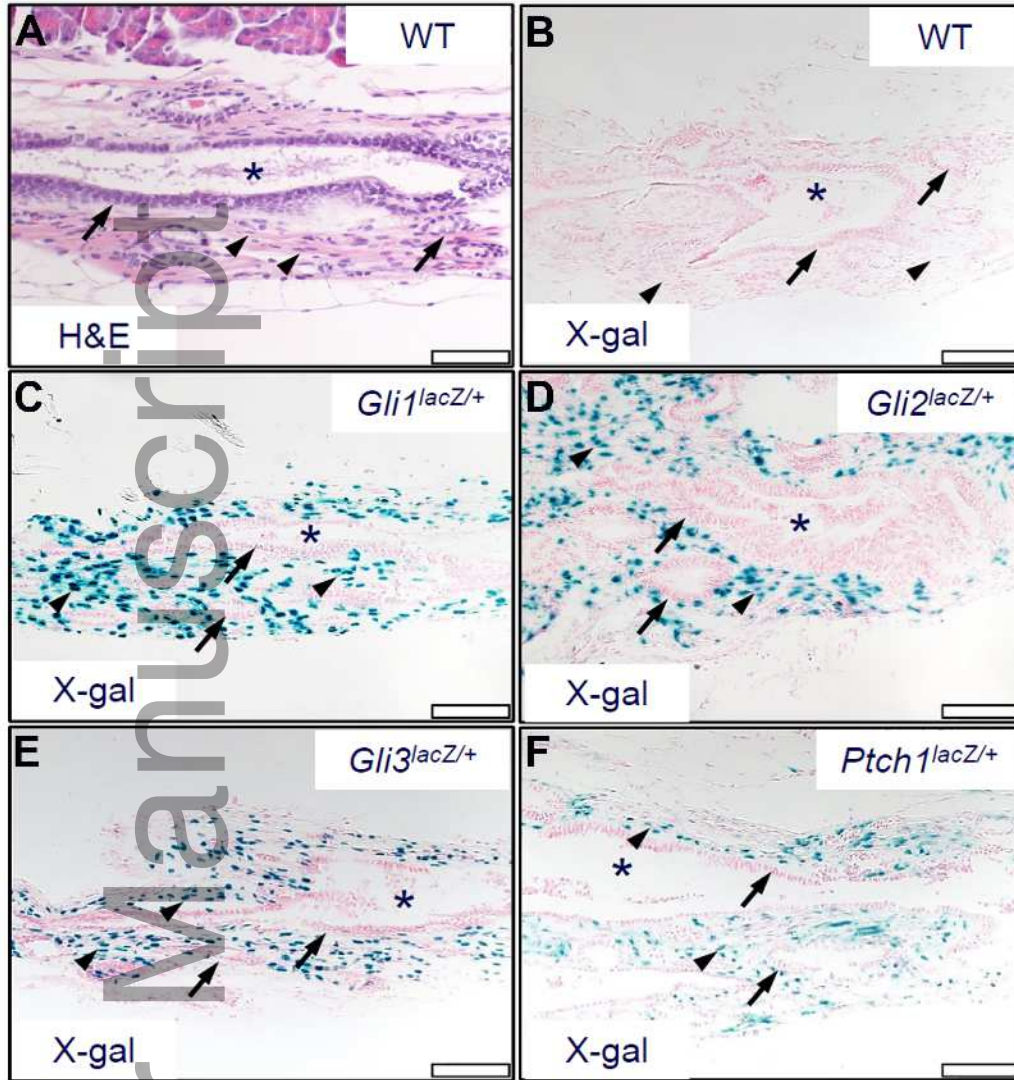 A
WT
H&E
B
WT
X-gal
C
Gli1lacZ/+
X-gal
D
Gli2lacZ/+
X-gal
E
Gli3lacZ/+
X-gal
F
Ptch1lacZ/+
X-gal
r Manuscript